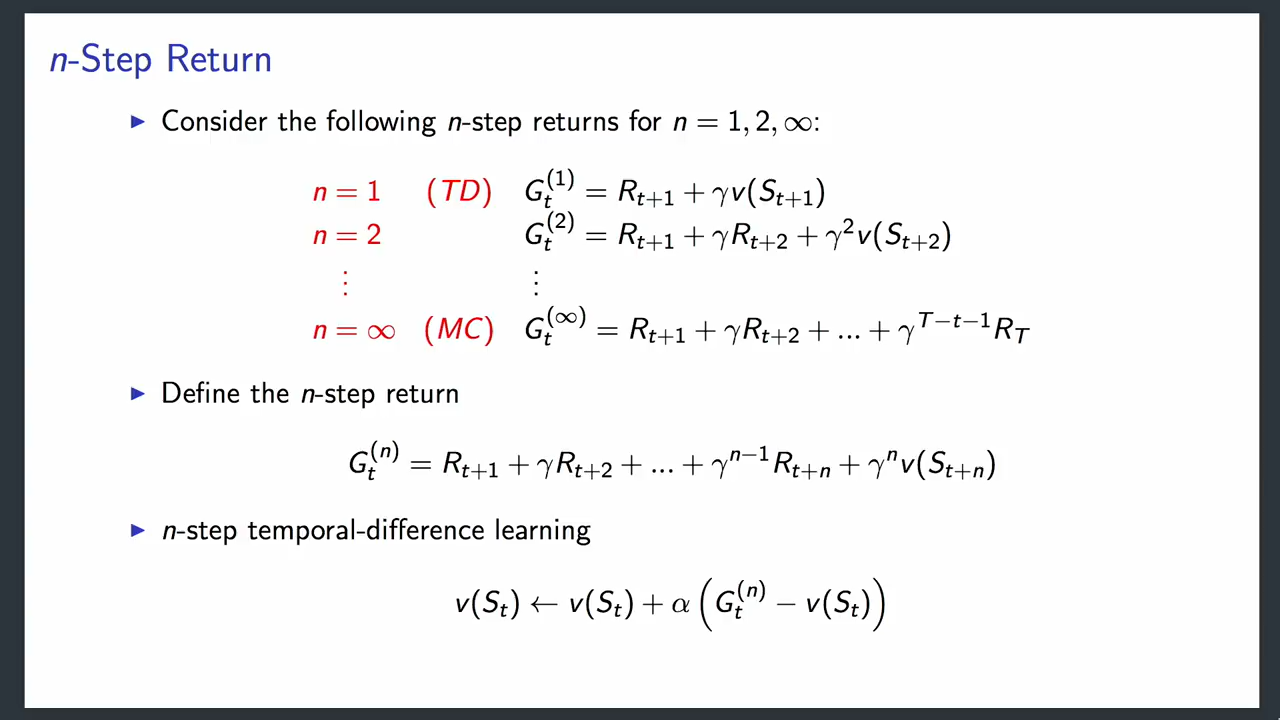 n-Step Return
▶ Consider the following n-step returns for n = 1, 2, ∞:
n = 1 (TD) G_t^{(1)} = R_{t+1} + γv(S_{t+1})
n = 2 G_t^{(2)} = R_{t+1} + γR_{t+2} + γ^2v(S_{t+2})
⋮ ⋮
n = ∞ (MC) G_t^{(∞)} = R_{t+1} + γR_{t+2} + ... + γ^{T−t−1}R_T
▶ Define the n-step return
G_t^{(n)} = R_{t+1} + γR_{t+2} + ... + γ^{n−1}R_{t+n} + γ^nv(S_{t+n})
▶ n-step temporal-difference learning
v(S_t) ← v(S_t) + α (G_t^{(n)} − v(S_t))